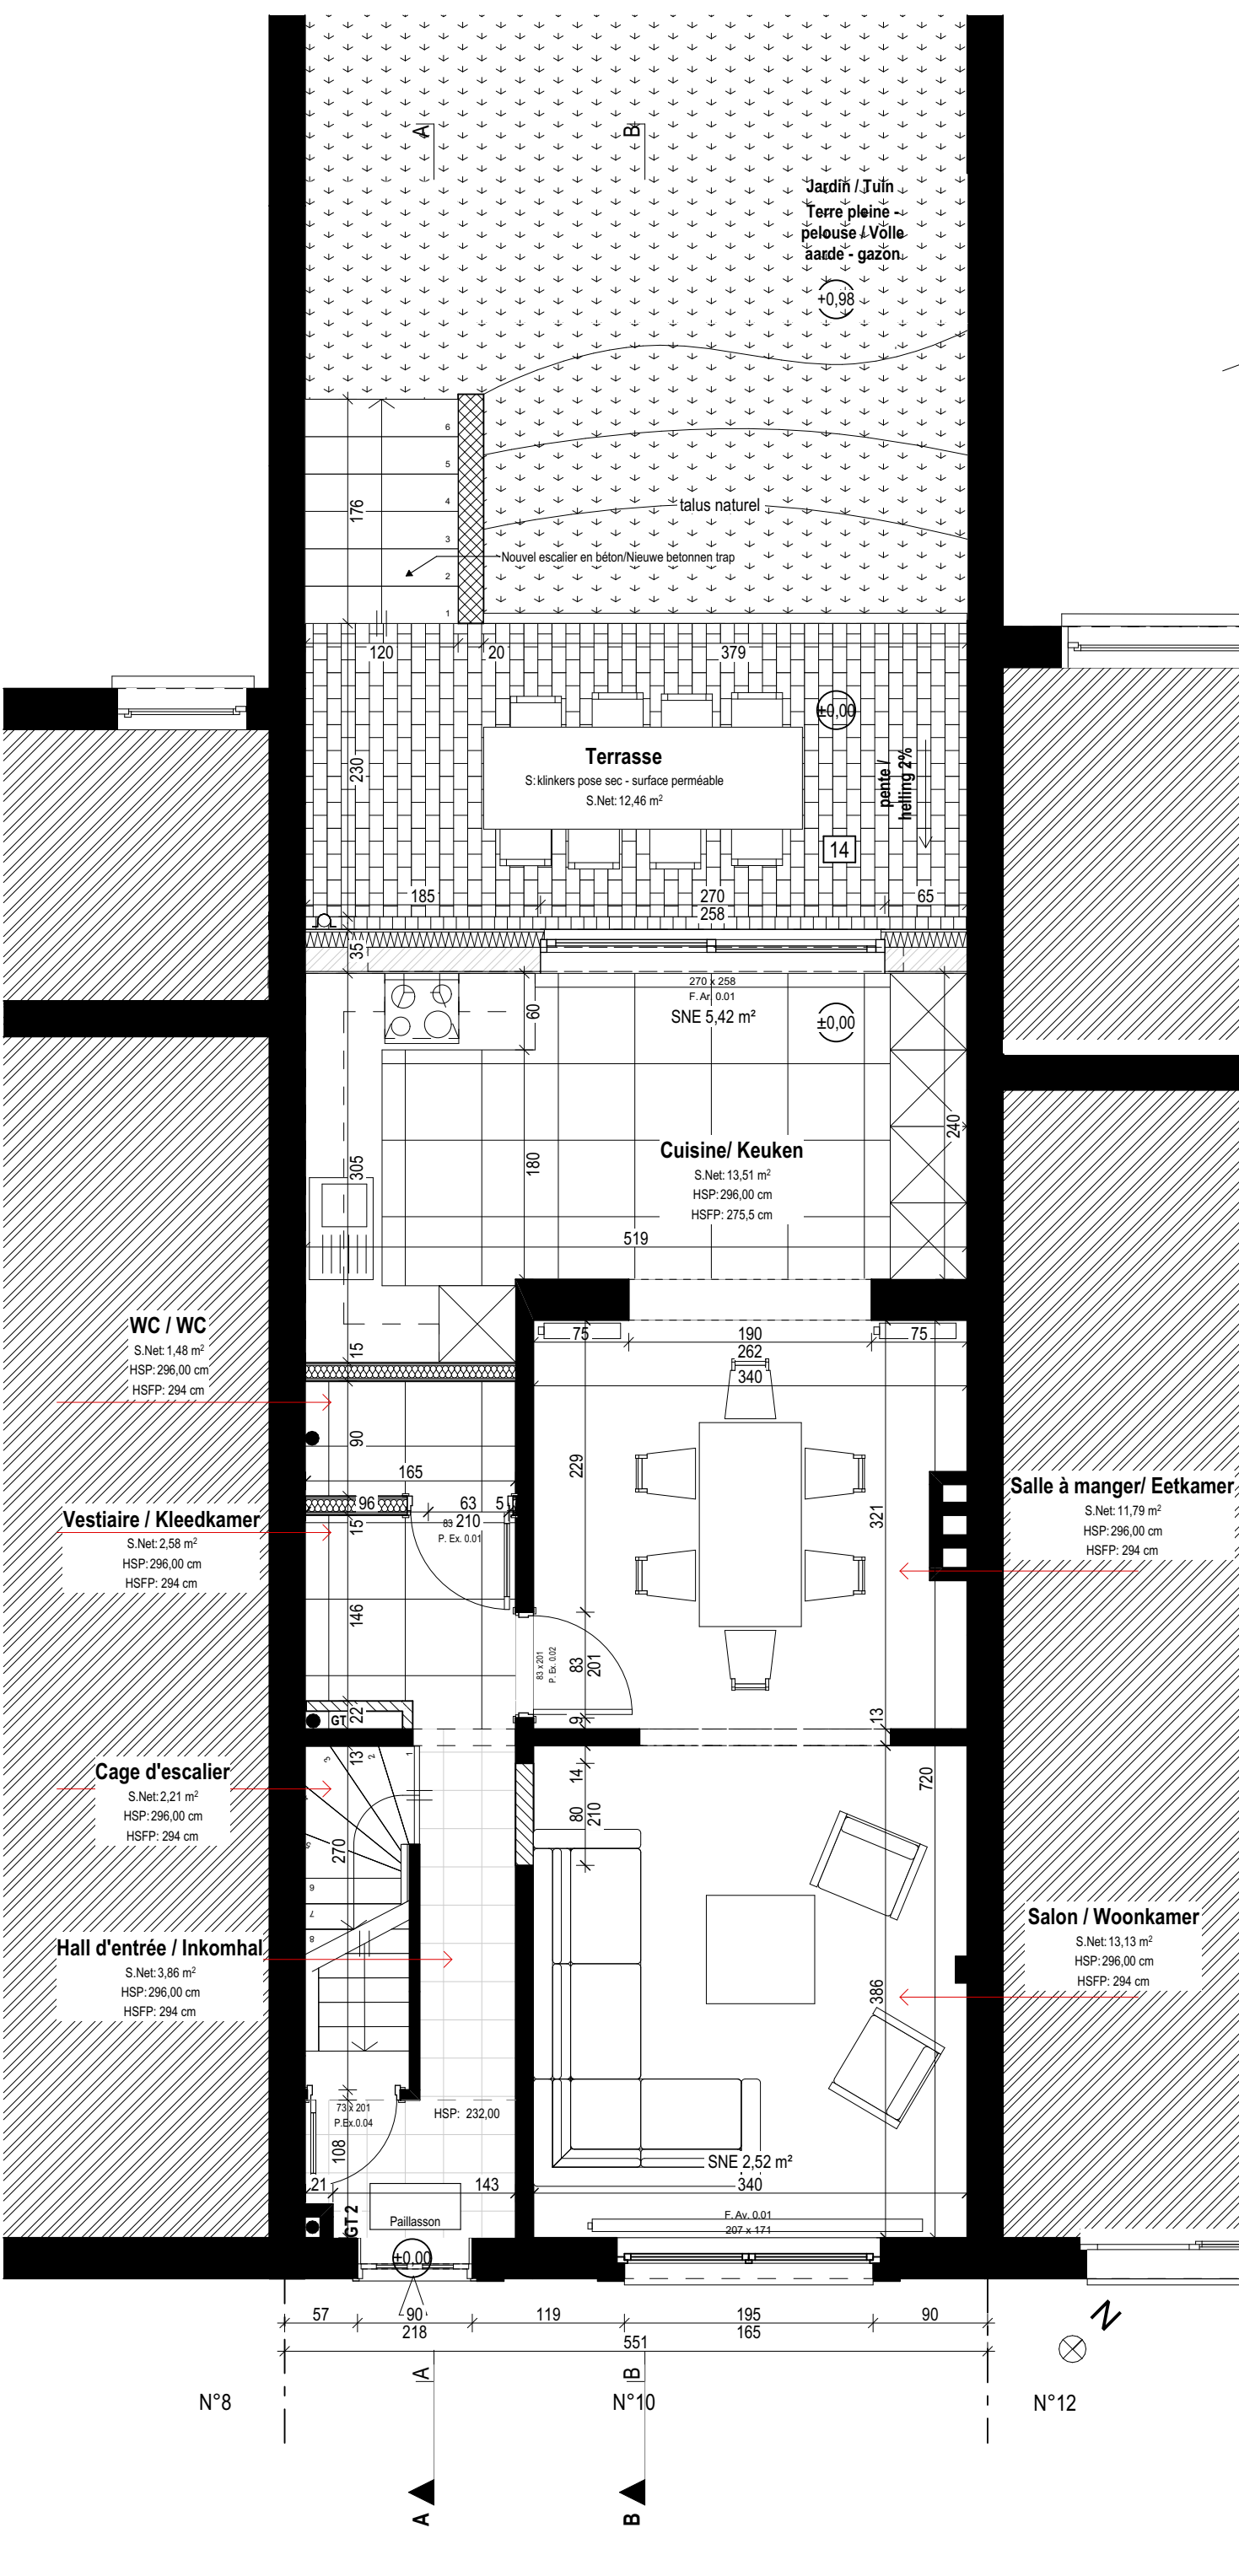 A
B
Jardin / Tuin
Terre pleine -
pelouse / Volle
aarde - gazon
+0,98
6
5
4
3
2
1
176
talus naturel
Nouvel escalier en béton/Nieuwe betonnen trap
120
20
379
±0,00
Terrasse
S: klinkers pose sec - surface perméable
S.Net: 12,46 m²
230
pente /
helling 2%
14
185
270
258
65
35
270 x 258
F. Ar. 0.01
SNE 5,42 m²
±0,00
60
180
305
240
Cuisine/ Keuken
S.Net: 13,51 m²
HSP: 296,00 cm
HSFP: 275,5 cm
519
WC / WC
S.Net: 1,48 m²
HSP: 296,00 cm
HSFP: 294 cm
15
75
190
262
75
340
90
229
165
321
96
63
5
83
210
P. Ex. 0.01
15
Vestiaire / Kleedkamer
S.Net: 2,58 m²
HSP: 296,00 cm
HSFP: 294 cm
Salle à manger/ Eetkamer
S.Net: 11,79 m²
HSP: 296,00 cm
HSFP: 294 cm
146
83 x 201
P. Ex. 0.02
83
201
22
GT
9
13
13
1
2
3
5
6
7
8
Cage d'escalier
S.Net: 2,21 m²
HSP: 296,00 cm
HSFP: 294 cm
14
80
210
720
270
Hall d'entrée / Inkomhal
S.Net: 3,86 m²
HSP: 296,00 cm
HSFP: 294 cm
Salon / Woonkamer
S.Net: 13,13 m²
HSP: 296,00 cm
HSFP: 294 cm
386
73 x 201
P.Ex.0.04
HSP: 232,00
108
SNE 2,52 m²
21
143
340
GT 2
Paillasson
F. Av. 0.01
207 x 171
±0,00
57
90
218
119
195
165
90
551
N
A
B
N°8
N°10
N°12
A
B